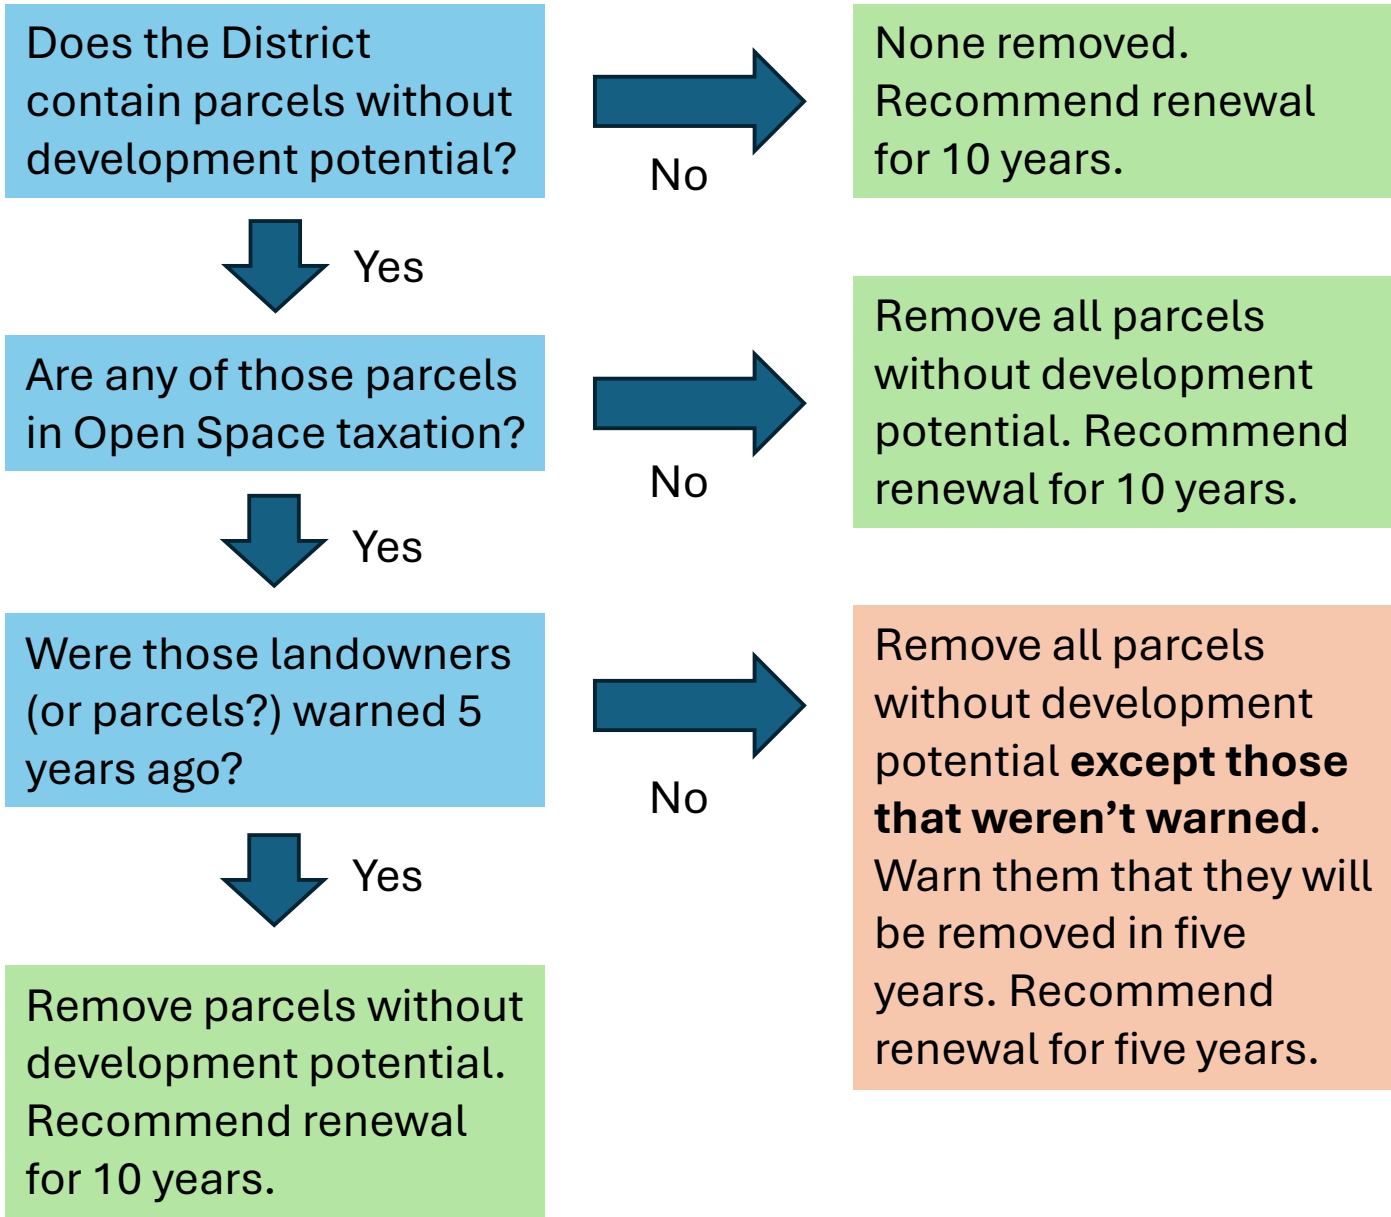 Does the District
contain parcels without
development potential?
No
None removed.
Recommend renewal
for 10 years.
Yes
Are any of those parcels
in Open Space taxation?
No
Remove all parcels
without development
potential. Recommend
renewal for 10 years.
Yes
Were those landowners
(or parcels?) warned 5
years ago?
No
Remove all parcels
without development
potential except those
that weren’t warned.
Warn them that they will
be removed in five
years. Recommend
renewal for five years.
Yes
Remove parcels without
development potential.
Recommend renewal
for 10 years.